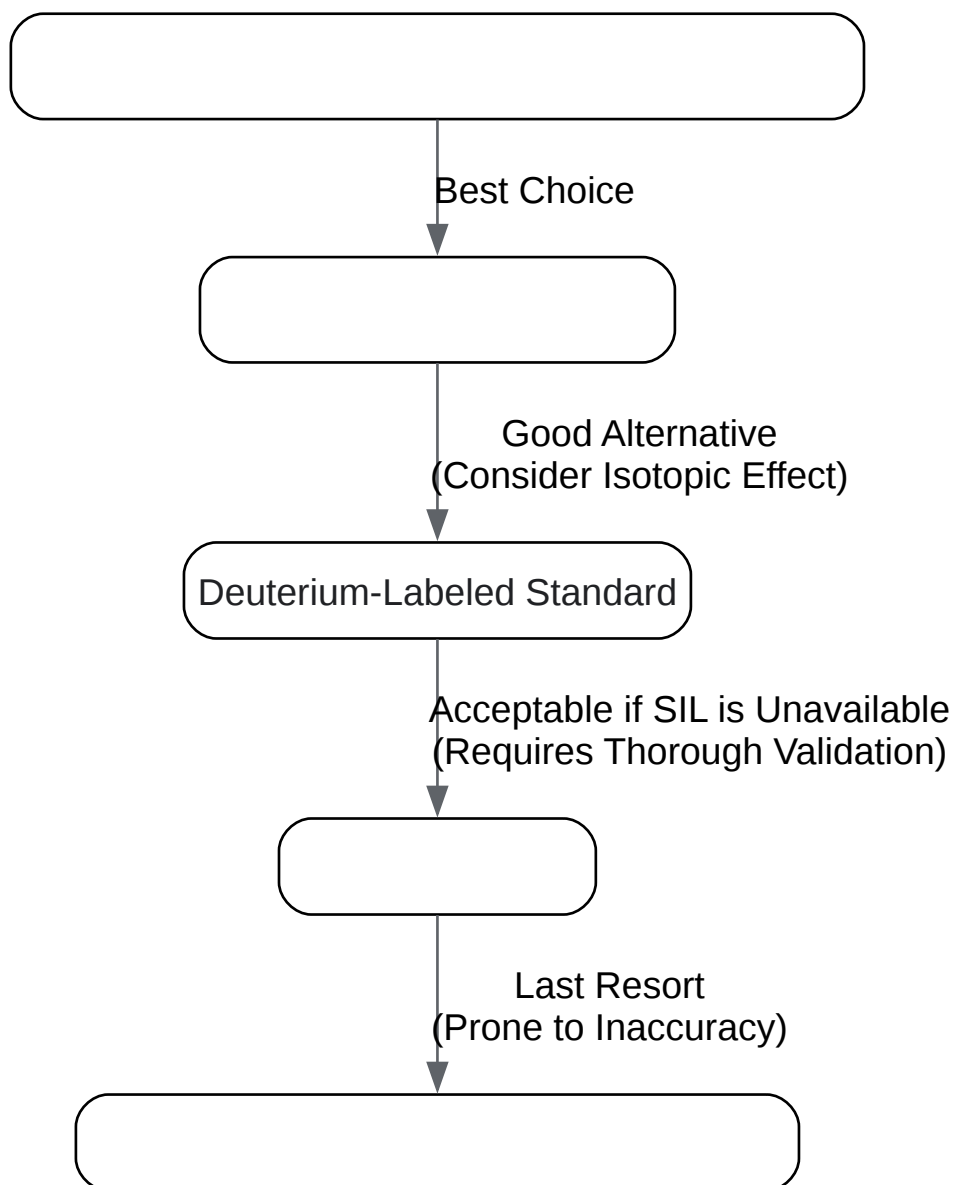 Best Choice
Good Alternative
(Consider Isotopic Effect)
Deuterium-Labeled Standard
Acceptable if SIL is Unavailable
(Requires Thorough Validation)
Last Resort
(Prone to Inaccuracy)